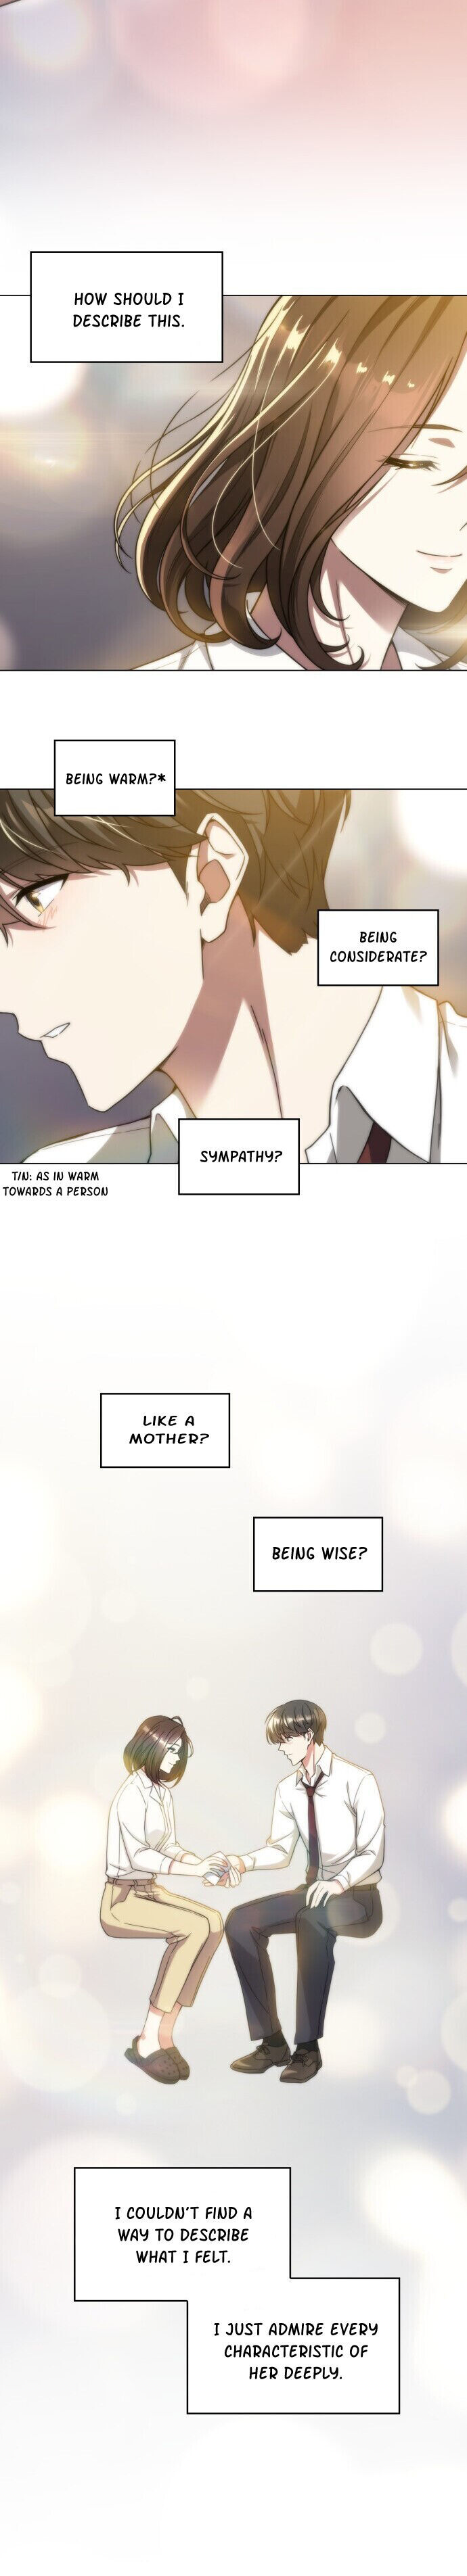 HOW SHOULD I
DESCRIBE THIS.
BEING WARM?*
BEING
CONSIDERATE?
SYMPATHY?
T/N: AS IN WARM
TOWARDS A PERSON
LIKE A
MOTHER?
BEING WISE?
I COULDN'T FIND A
WAY TO DESCRIBE
WHAT I FELT.
I JUST ADMIRE EVERY
CHARACTERISTIC OF
HER DEEPLY.